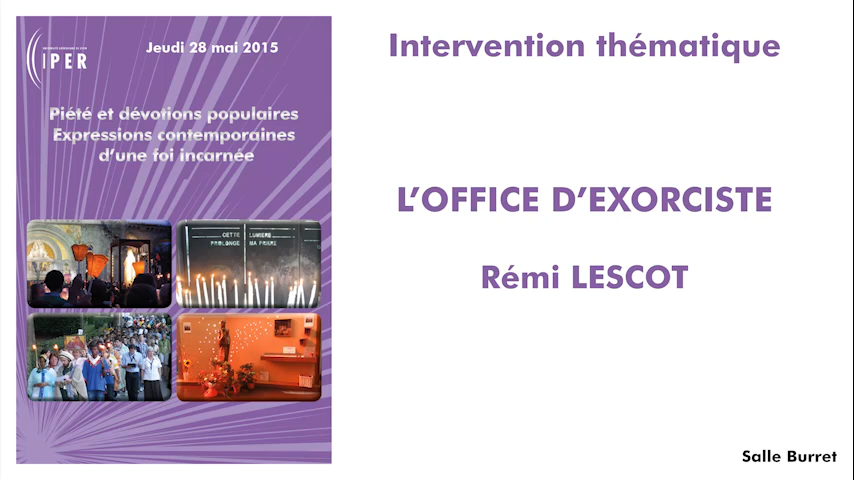 Jeudi 28 mai 2015
IPER
Piété et dévotions populaires
Expressions contemporaines
d'une foi incarnée
CETTE LUMIERE
PROLONGE MA PRIERE
Intervention thématique
L'OFFICE D'EXORCISTE
Rémi LESCOT
Salle Burret